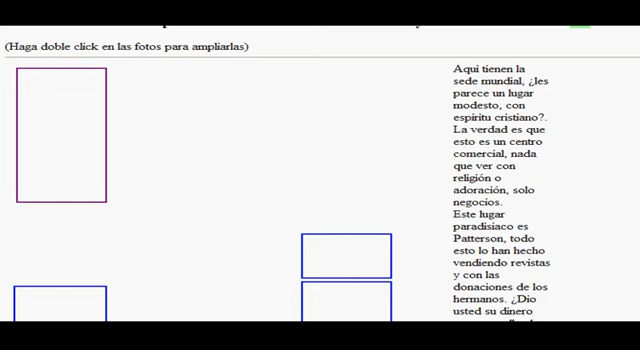 (Haga doble click en las fotos para ampliarlas)
Aquí tienen la
sede mundial, ¿les
parece un lugar
modesto, con
espiritu cristiano?.
La verdad es que
esto es un centro
comercial, nada
que ver con
religión o
adoración, solo
negocios.
Este lugar
paradisiaco es
Patterson, todo
esto lo han hecho
vendiendo revistas
y con las
donaciones de los
hermanos. ¿Dio
usted su dinero